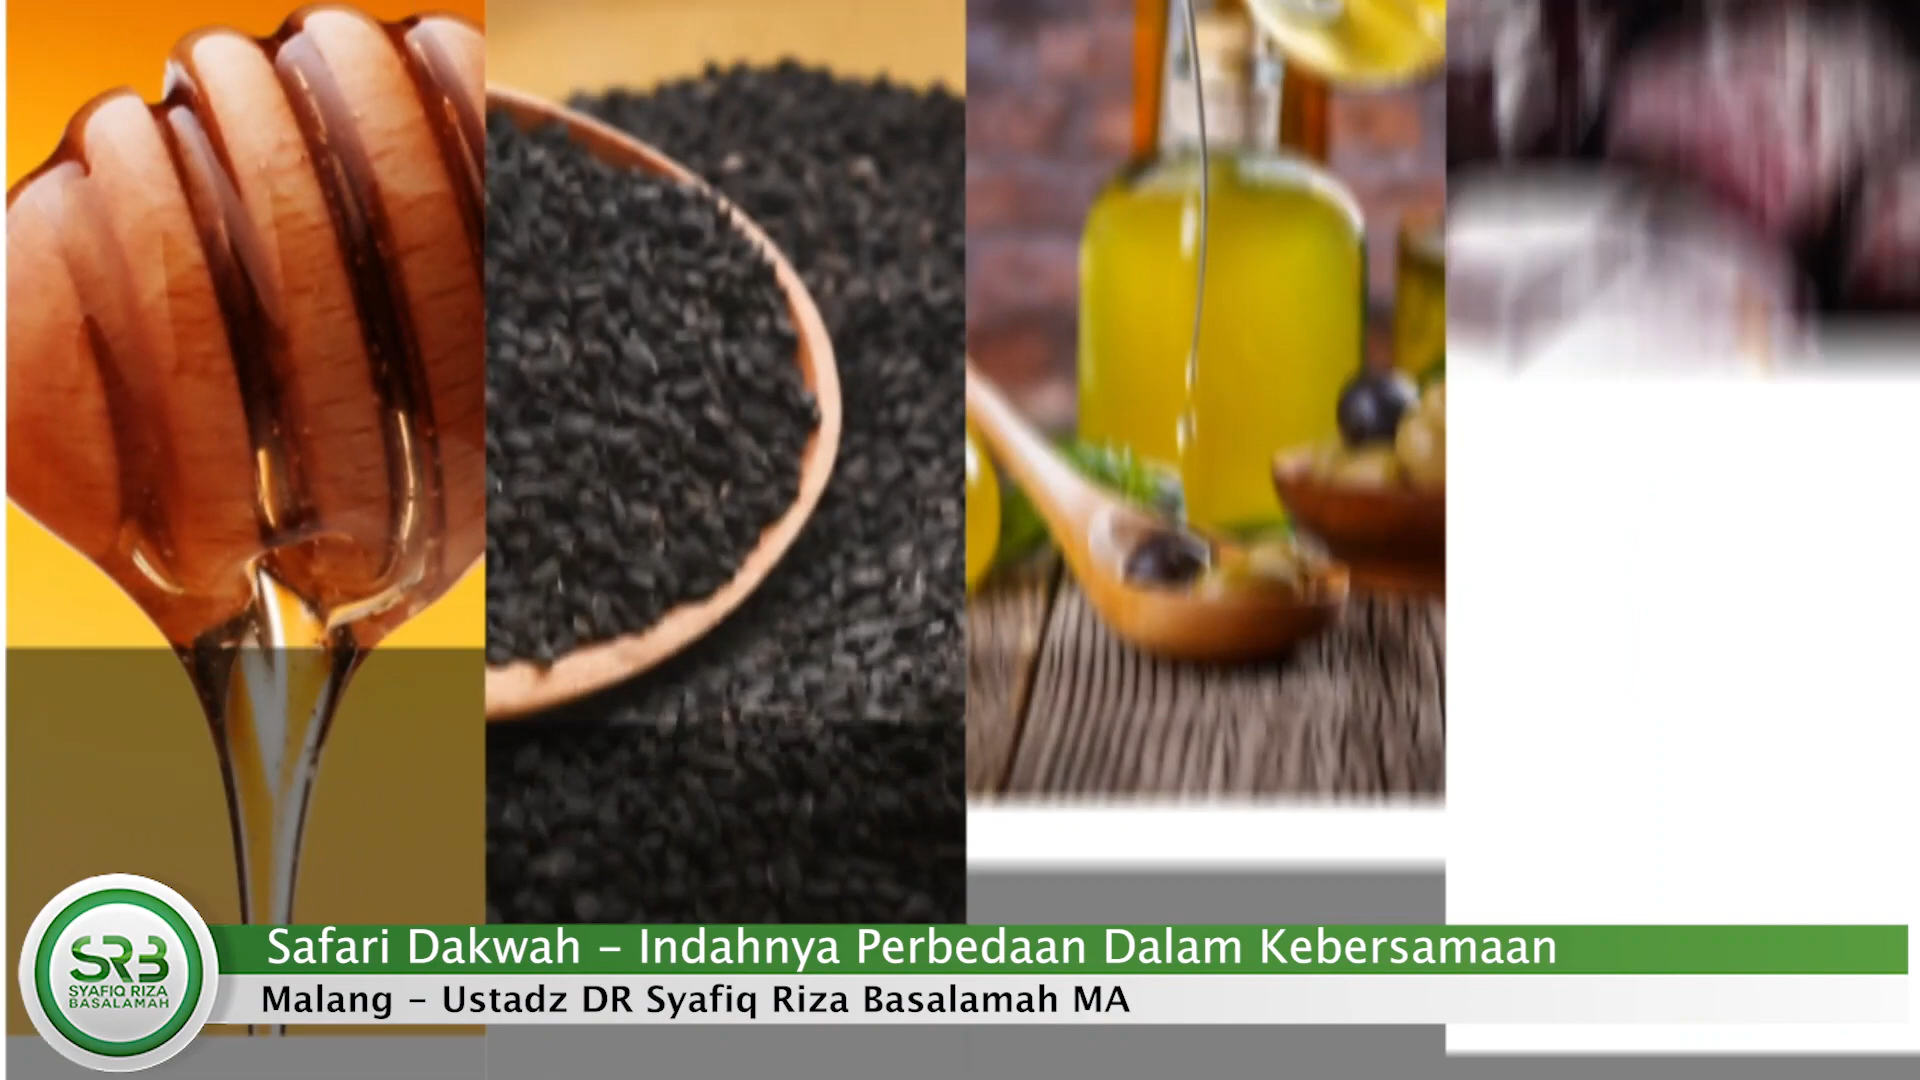 Safari Dakwah – Indahnya Perbedaan Dalam Kebersamaan
Malang – Ustadz DR Syafiq Riza Basalamah MA
SRB
SYAFIQ RIZA
BASALAMAH